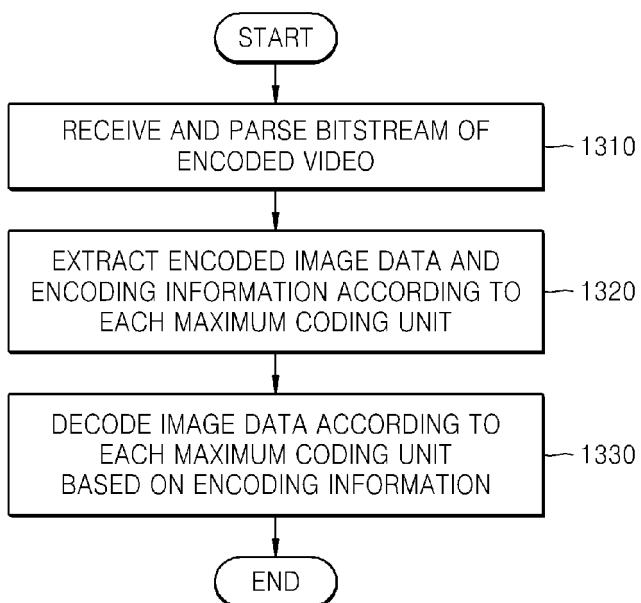 START
RECEIVE AND PARSE BITSTREAM OF
ENCODED VIDEO
1310
EXTRACT ENCODED IMAGE DATA AND
ENCODING INFORMATION ACCORDING TO
EACH MAXIMUM CODING UNIT
1320
DECODE IMAGE DATA ACCORDING TO
EACH MAXIMUM CODING UNIT
BASED ON ENCODING INFORMATION
1330
END